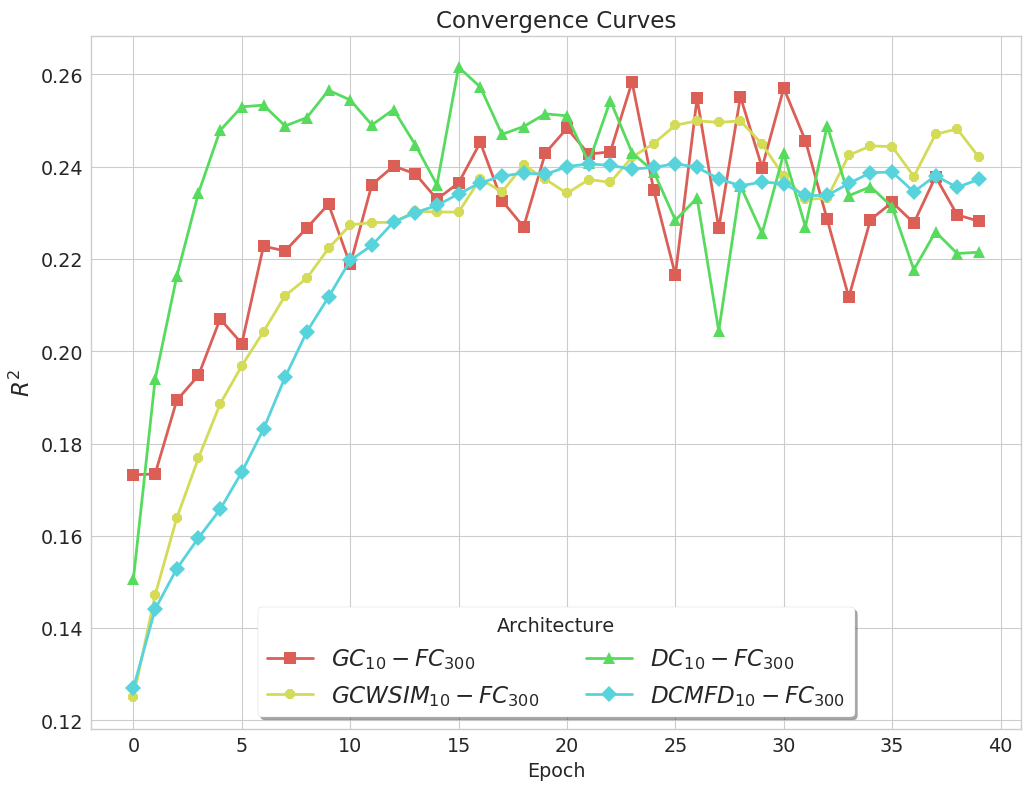 Convergence Curves
0.26
0.24
0.22
0.20
0.18
0.16
0.14
0.12
R²
Architecture
GC₁₀ − FC₃₀₀
GCWSIM₁₀ − FC₃₀₀
DC₁₀ − FC₃₀₀
DCMFD₁₀ − FC₃₀₀
0 5 10 15 20 25 30 35 40
Epoch